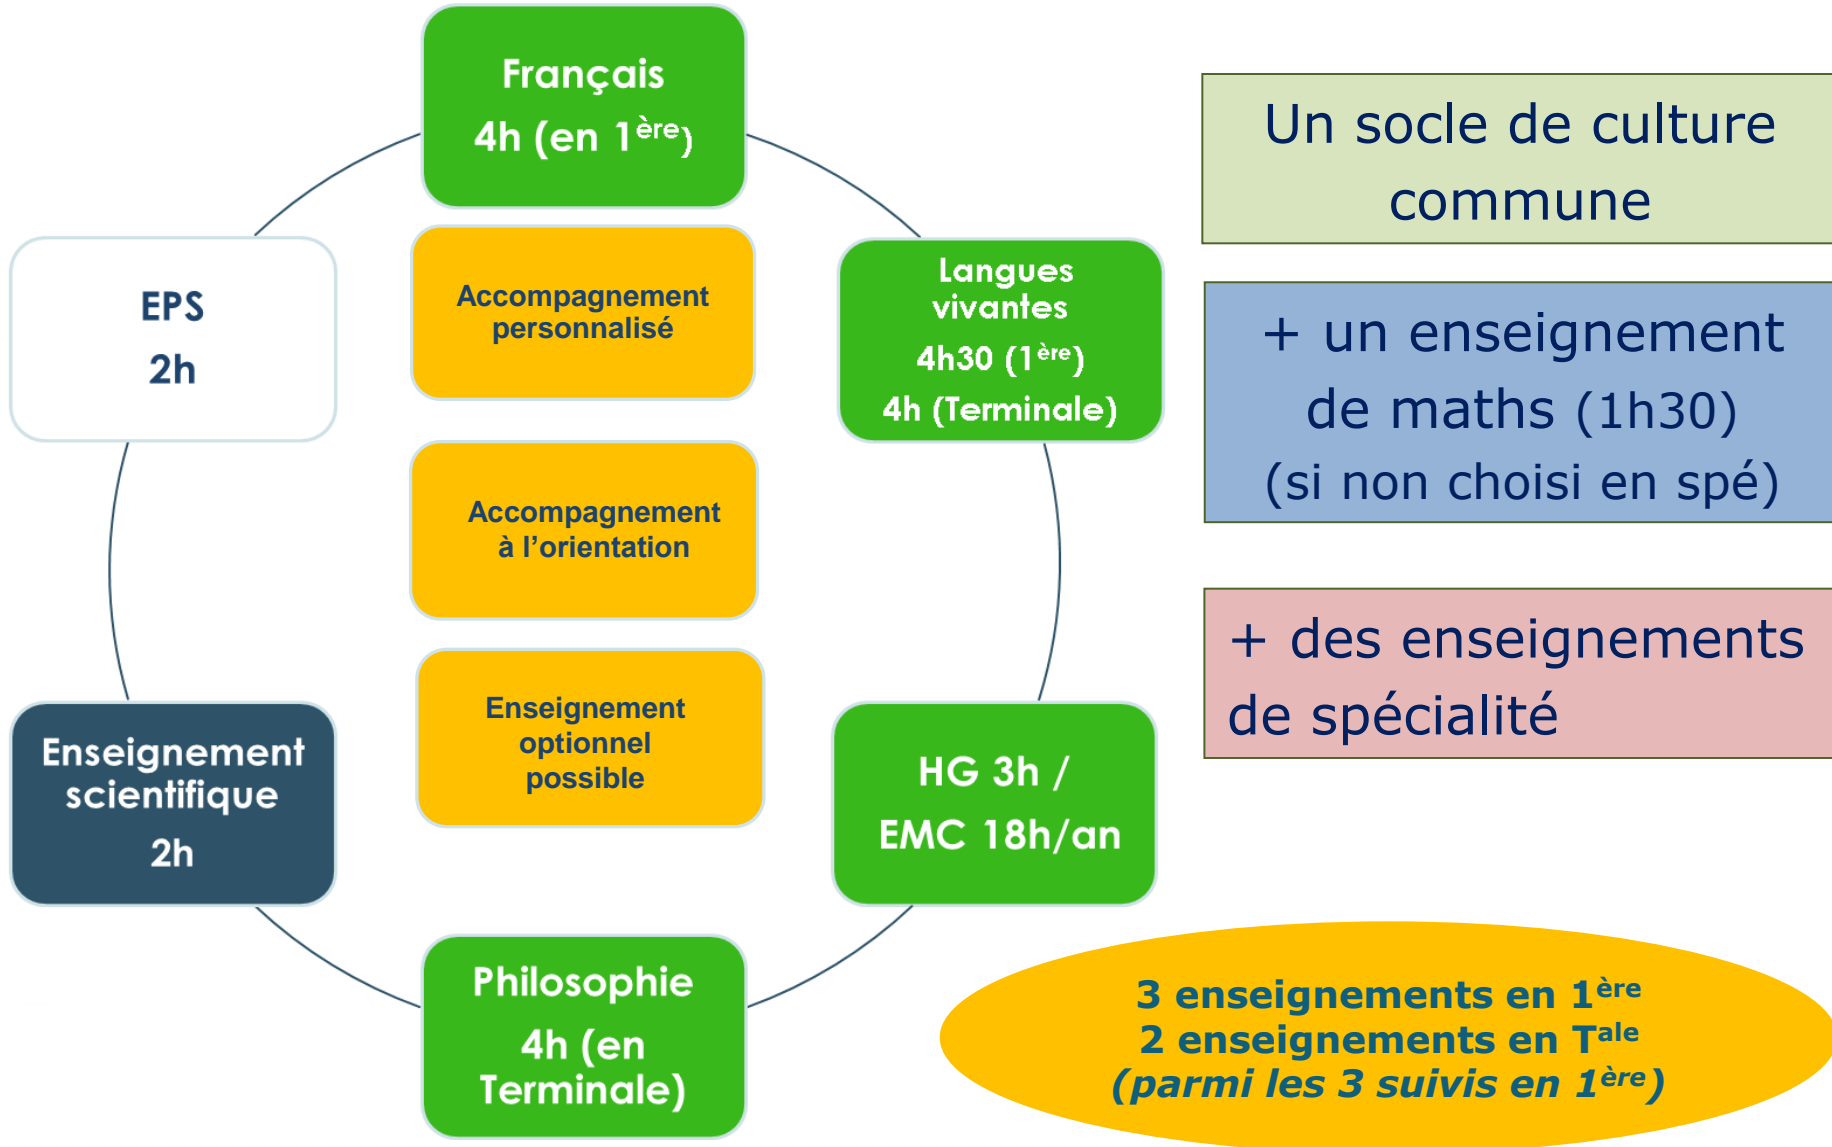 Français
4h (en 1ère)
Langues
vivantes
4h30 (1ère)
4h (Terminale)
HG 3h /
EMC 18h/an
Philosophie
4h (en
Terminale)
Enseignement
scientifique
2h
EPS
2h
Accompagnement
personnalisé
Accompagnement
à l’orientation
Enseignement
optionnel
possible
Un socle de culture
commune
+ un enseignement
de maths (1h30)
(si non choisi en spé)
+ des enseignements
de spécialité
3 enseignements en 1ère
2 enseignements en Tale
(parmi les 3 suivis en 1ère)